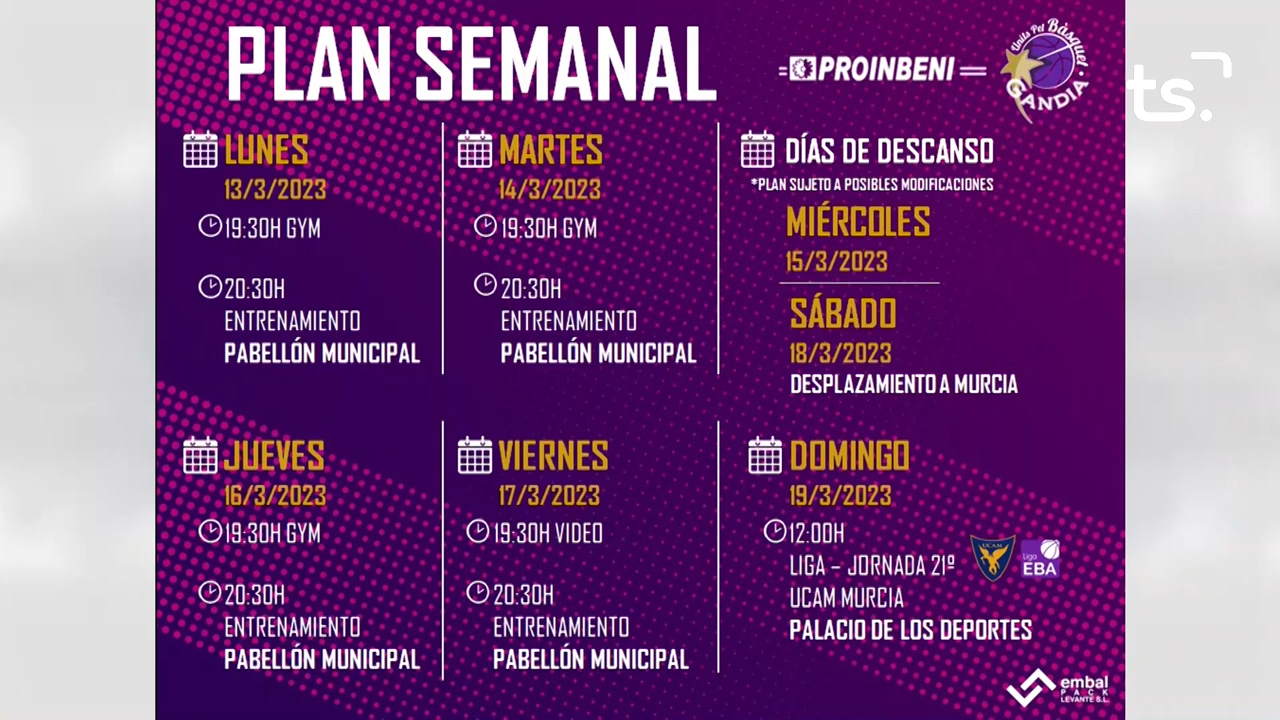 PLAN SEMANAL
PROINBENI
Units Pel Bàsquet
GANDIA
ts.
LUNES
13/3/2023
19:30H GYM
20:30H
ENTRENAMIENTO
PABELLÓN MUNICIPAL
MARTES
14/3/2023
19:30H GYM
20:30H
ENTRENAMIENTO
PABELLÓN MUNICIPAL
DÍAS DE DESCANSO
*PLAN SUJETO A POSIBLES MODIFICACIONES
MIÉRCOLES
15/3/2023
SÁBADO
18/3/2023
DESPLAZAMIENTO A MURCIA
JUEVES
16/3/2023
19:30H GYM
20:30H
ENTRENAMIENTO
PABELLÓN MUNICIPAL
VIERNES
17/3/2023
19:30H VIDEO
20:30H
ENTRENAMIENTO
PABELLÓN MUNICIPAL
DOMINGO
19/3/2023
12:00H
LIGA – JORNADA 21º
UCAM MURCIA
PALACIO DE LOS DEPORTES
UCAM
Liga
EBA
embal
PACK
LEVANTE S.L.